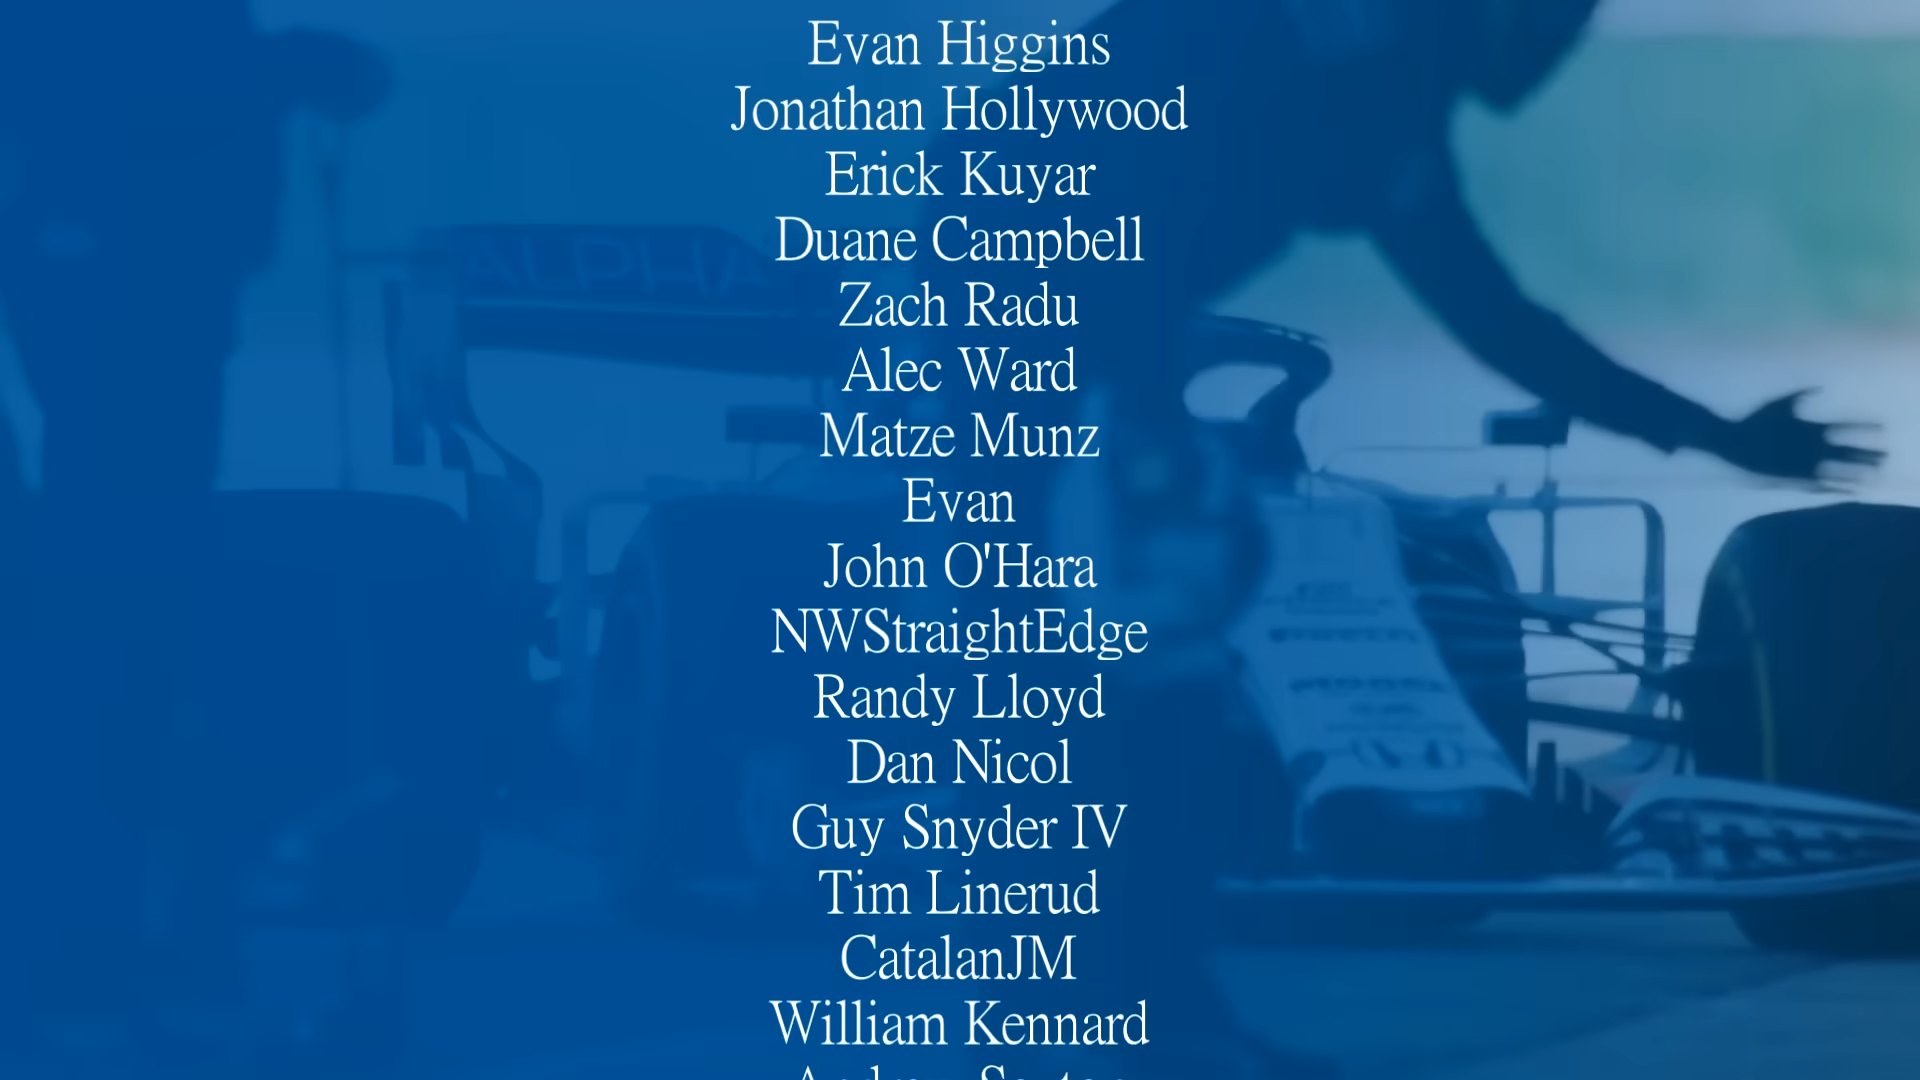 Evan Higgins
Jonathan Hollywood
Erick Kuyar
Duane Campbell
Zach Radu
Alec Ward
Matze Munz
Evan
John O'Hara
NWStraightEdge
Randy Lloyd
Dan Nicol
Guy Snyder IV
Tim Linerud
CatalanJM
William Kennard
ALPHA